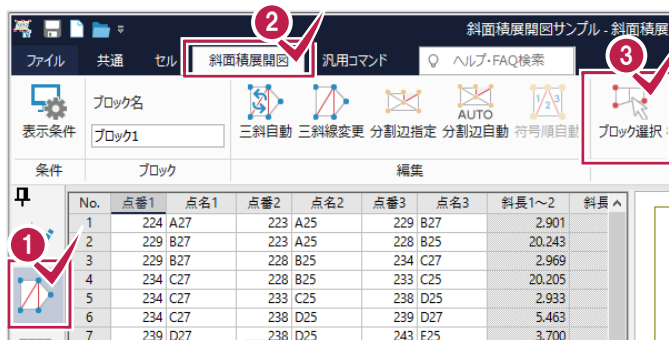 斜面積展開図サンプル - 斜面積展
ファイル 共通 セル 斜面積展開図 汎用コマンド ヘルプ・FAQ検索
2
3
表示条件
ブロック名
ブロック1
三斜自動 三斜線変更 分割辺指定 AUTO 分割辺自動 1/2/3 符号順自動 ブロック選択
条件 ブロック 編集
No. 点番1 点名1 点番2 点名2 点番3 点名3 斜長1～2 斜長
1 224 A27 223 A25 229 B27 2.901
2 229 B27 223 A25 228 B25 20.243
3 229 B27 228 B25 234 C27 2.969
4 234 C27 228 B25 233 C25 20.205
5 234 C27 233 C25 238 D25 2.933
6 234 C27 238 D25 239 D27 5.463
7 239 D27 238 D25 243 E25 3.700
1